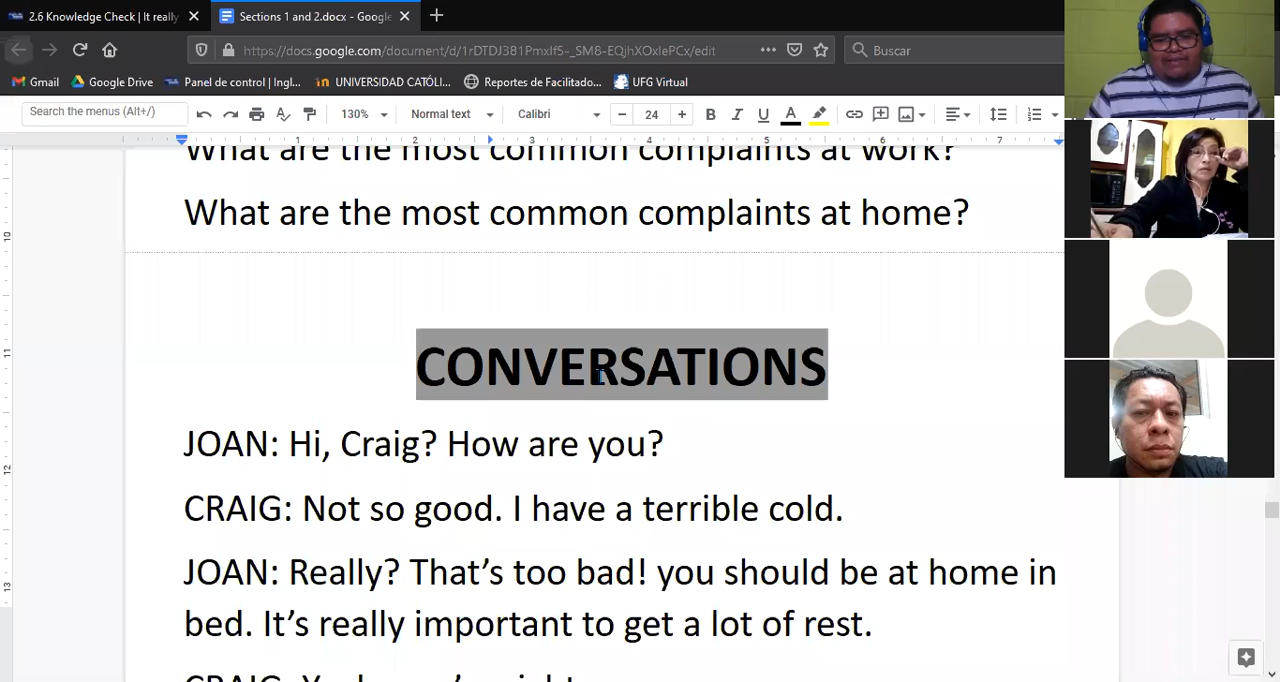 2.6 Knowledge Check | It really
Sections 1 and 2.docx - Google
https://docs.google.com/document/d/1rDTDJ381Pmxlf5-_SM8-EQjhXOxlePCx/edit
Buscar
Gmail
Google Drive
Panel de control | Ingl...
UNIVERSIDAD CATÓLI...
Reportes de Facilitado...
UFG Virtual
Search the menus (Alt+/)
130%
Normal text
Calibri
24
What are the most common complaints at work?
What are the most common complaints at home?
CONVERSATIONS
JOAN: Hi, Craig? How are you?
CRAIG: Not so good. I have a terrible cold.
JOAN: Really? That’s too bad! you should be at home in
bed. It’s really important to get a lot of rest.